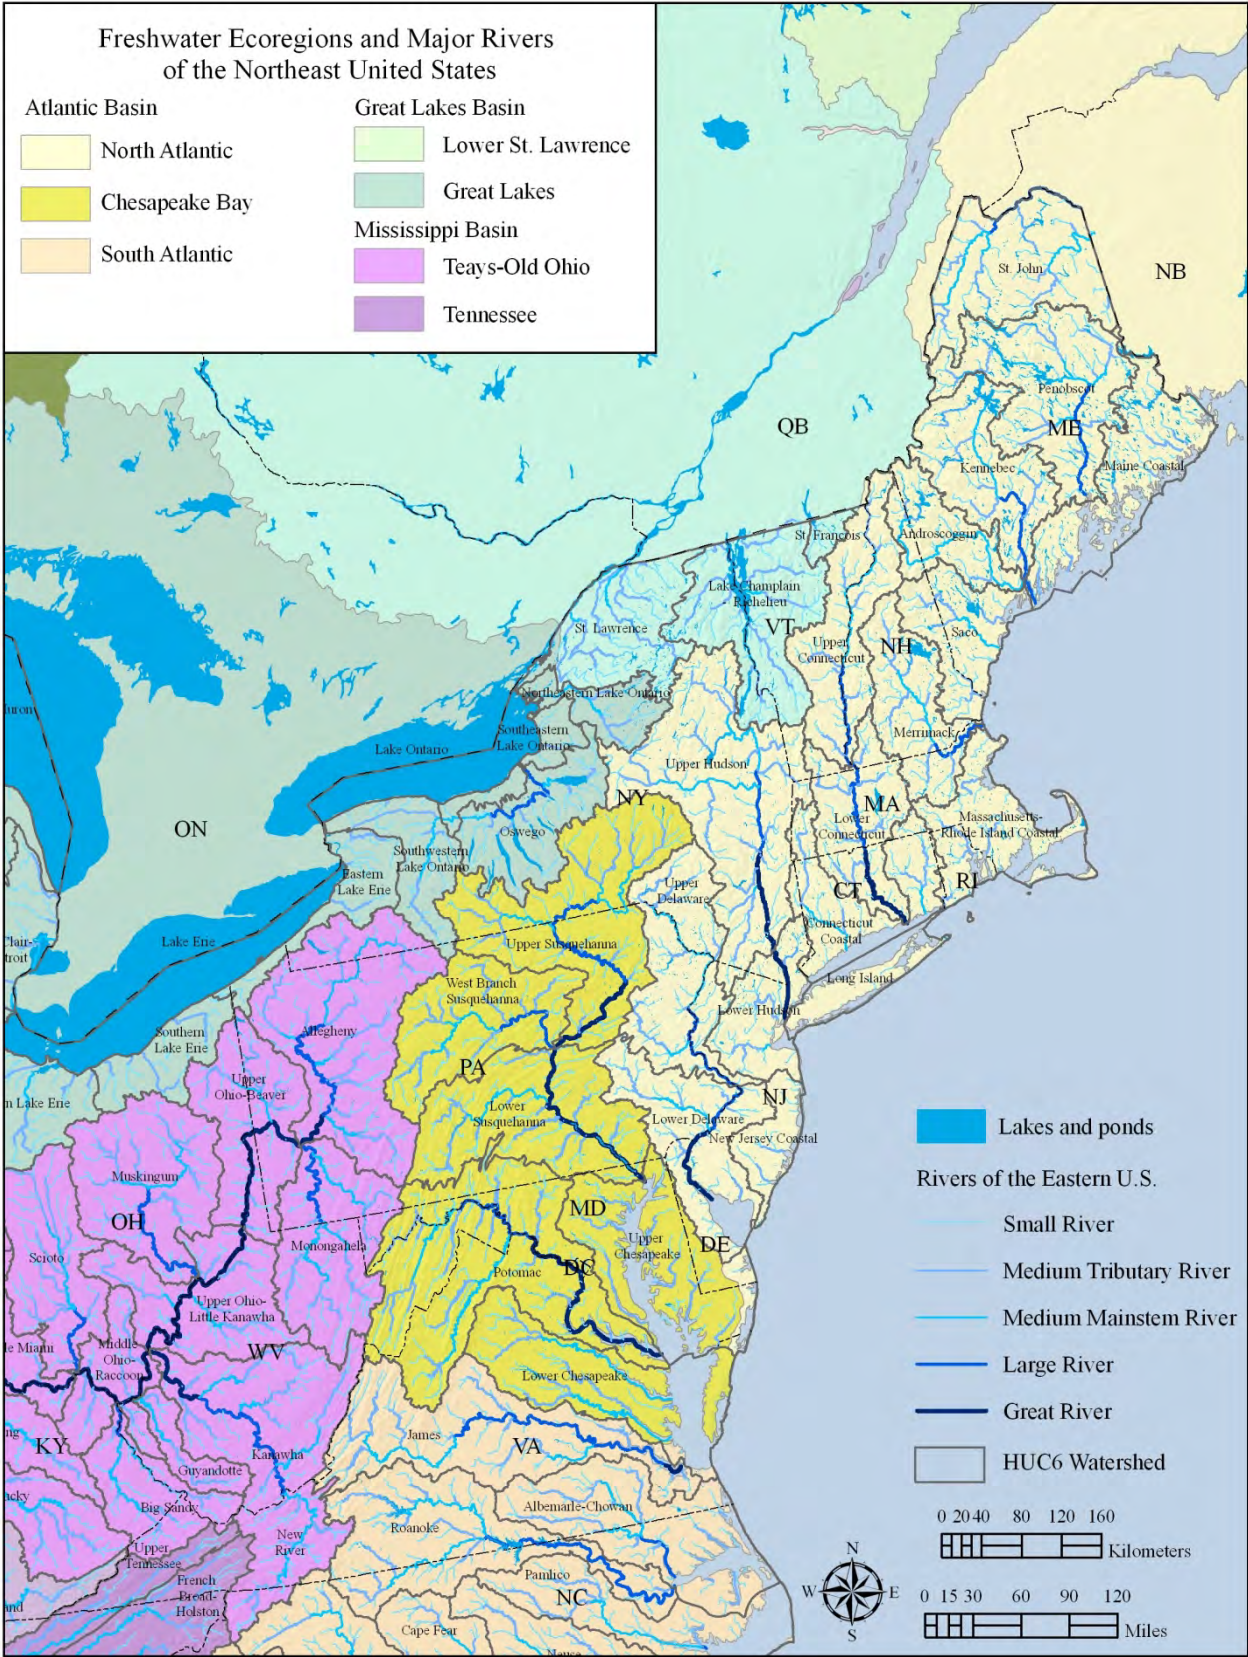 Freshwater Ecoregions and Major Rivers
of the Northeast United States
Atlantic Basin
North Atlantic
Chesapeake Bay
South Atlantic
Great Lakes Basin
Lower St. Lawrence
Great Lakes
Mississippi Basin
Teays-Old Ohio
Tennessee
St. John
NB
Penobscot
QB
ME
Kennebec
Maine Coastal
St. François
Androscoggin
Lake Champlain
- Richelieu
St. Lawrence
VT
Upper
Connecticut
NH
Saco
Northeastern Lake Ontario
Southeastern
Lake Ontario
Lake Ontario
Merrimack
Upper Hudson
NY
MA
ON
Oswego
Lower
Connecticut
Massachusetts-
Rhode Island Coastal
Southwestern
Lake Ontario
Eastern
Lake Erie
Upper
Delaware
CT
RI
Connecticut
Coastal
Lake Erie
Upper Susquehanna
West Branch
Susquehanna
Long Island
Lower Hudson
Southern
Lake Erie
Allegheny
PA
Upper
Ohio-Beaver
n Lake Erie
NJ
Lower
Susquehanna
Lower Delaware
New Jersey Coastal
Lakes and ponds
Rivers of the Eastern U.S.
Small River
Medium Tributary River
Medium Mainstem River
Large River
Great River
HUC6 Watershed
Muskingum
OH
MD
Monongahela
Upper
Chesapeake
DE
Scioto
Potomac
DC
Upper Ohio-
Little Kanawha
le Miami
Middle
Ohio-
Raccoon
WV
Lower Chesapeake
KY
James
VA
Kanawha
Guyandotte
Big Sandy
Albemarle-Chowan
Roanoke
New
River
Upper
Tennessee
French
Broad-
Holston
Pamlico
NC
Cape Fear
Neuse
0 20 40 80 120 160
Kilometers
N
W E
S
0 15 30 60 90 120
Miles